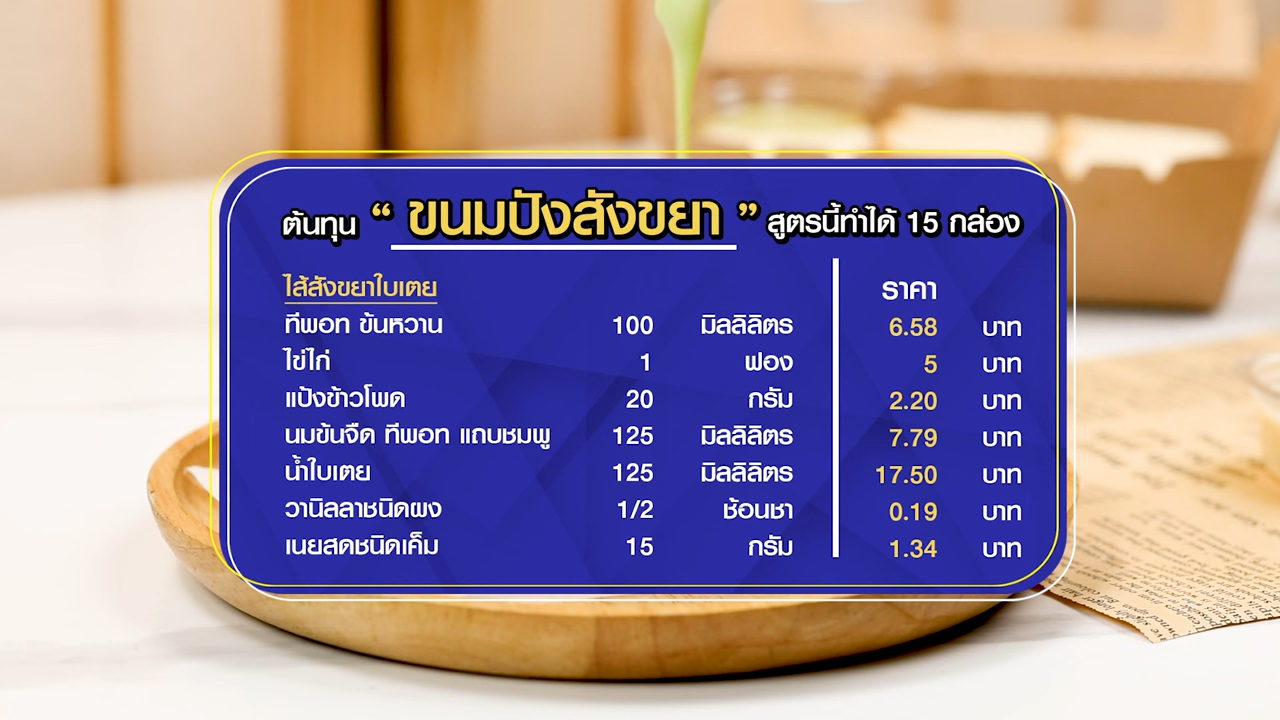 ต้นทุน “ ขนมปังสังขยา ” สูตรนี้ทำได้ 15 กล่อง
ไส้สังขยาใบเตย ราคา
ทีพอท ข้นหวาน 100 มิลลิลิตร 6.58 บาท
ไข่ไก่ 1 ฟอง 5 บาท
แป้งข้าวโพด 20 กรัม 2.20 บาท
นมข้นจืด ทีพอท แถบชมพู 125 มิลลิลิตร 7.79 บาท
น้ำใบเตย 125 มิลลิลิตร 17.50 บาท
วานิลลาชนิดผง 1/2 ช้อนชา 0.19 บาท
เนยสดชนิดเค็ม 15 กรัม 1.34 บาท